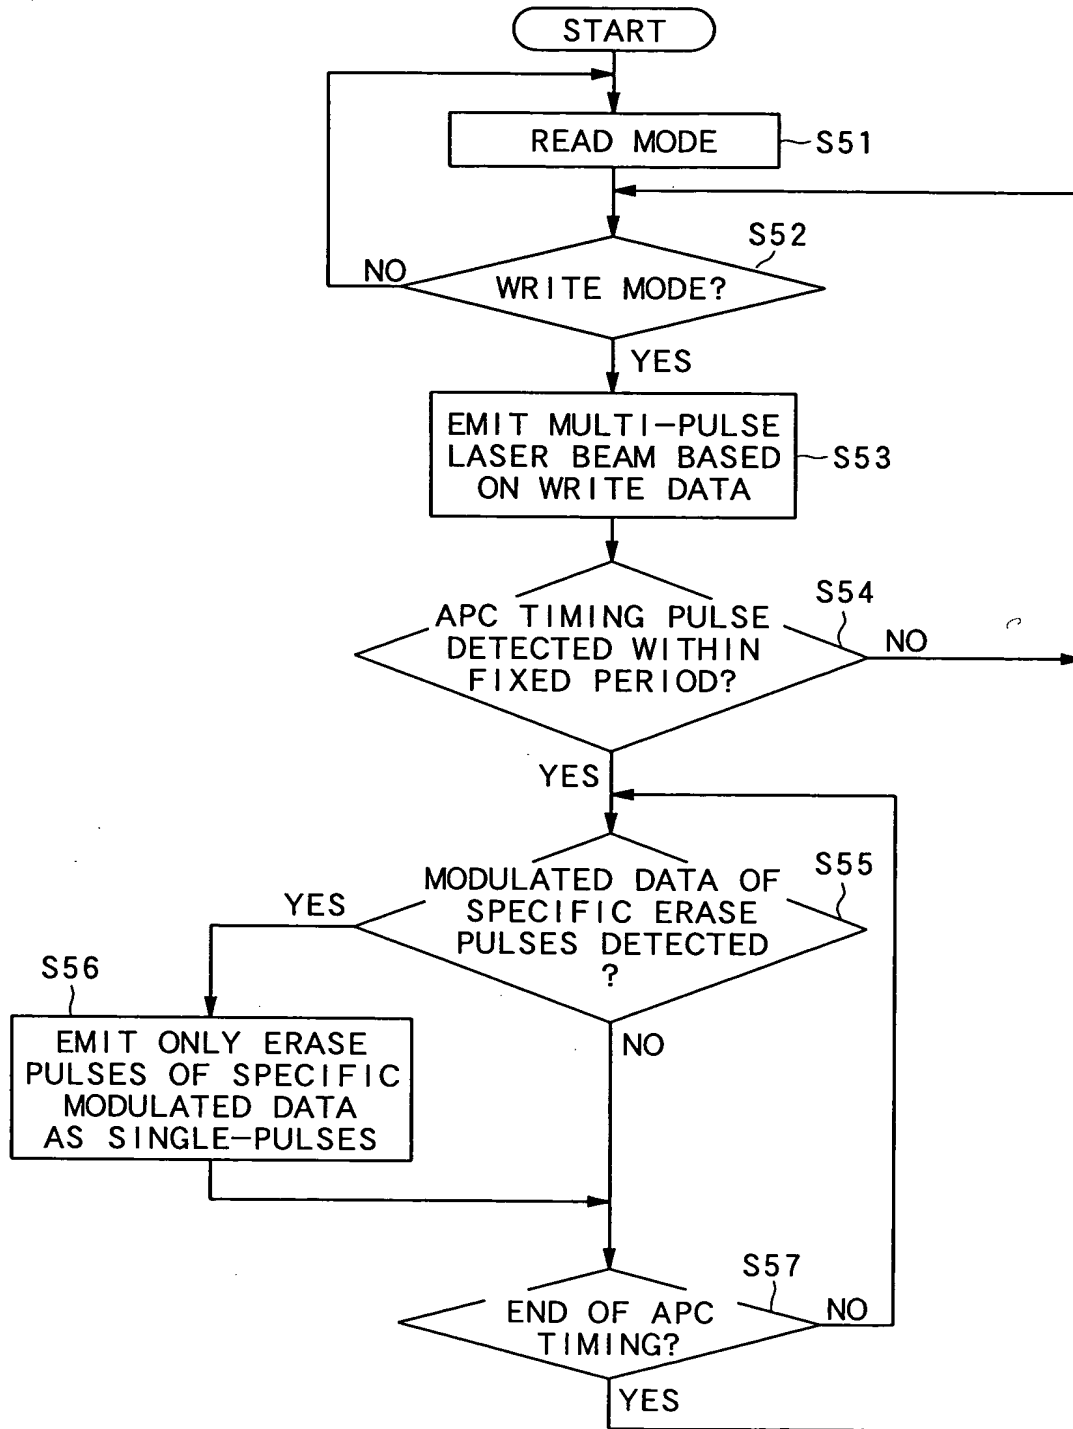 START
READ MODE
S51
S52
NO
WRITE MODE?
YES
EMIT MULTI-PULSE
LASER BEAM BASED
ON WRITE DATA
S53
S54
APC TIMING PULSE
DETECTED WITHIN
FIXED PERIOD?
NO
YES
S55
MODULATED DATA OF
SPECIFIC ERASE
PULSES DETECTED
?
YES
S56
NO
EMIT ONLY ERASE
PULSES OF SPECIFIC
MODULATED DATA
AS SINGLE-PULSES
S57
END OF APC
TIMING?
NO
YES